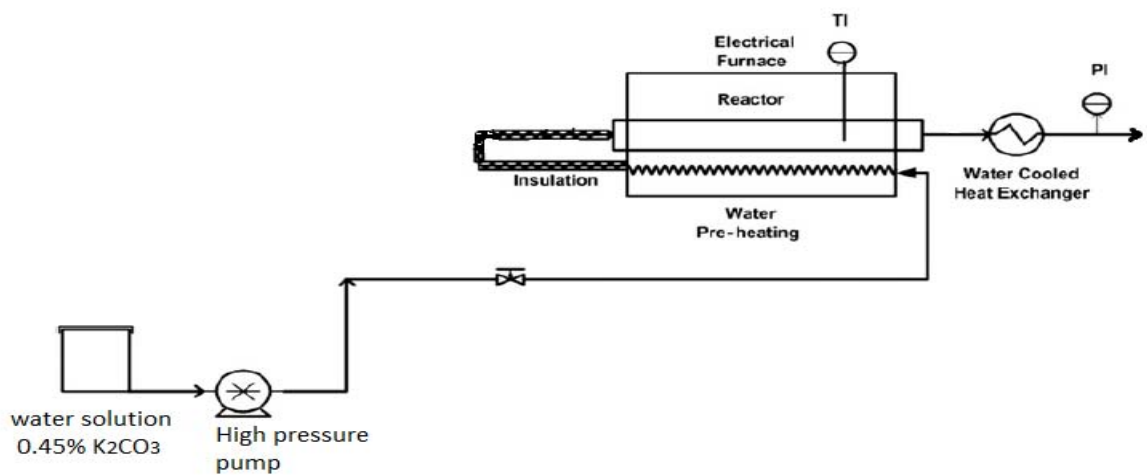 TI
Electrical
Furnace
PI
Reactor
Insulation
Water Cooled
Heat Exchanger
Water
Pre-heating
water solution
0.45% K2CO3
High pressure
pump